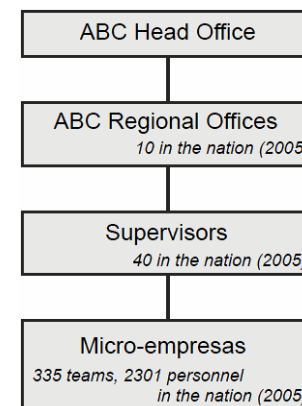 ABC Head Office
ABC Regional Offices
10 in the nation (2005)
Supervisors
40 in the nation (2005)
Micro-empresas
335 teams, 2301 personnel
in the nation (2005)